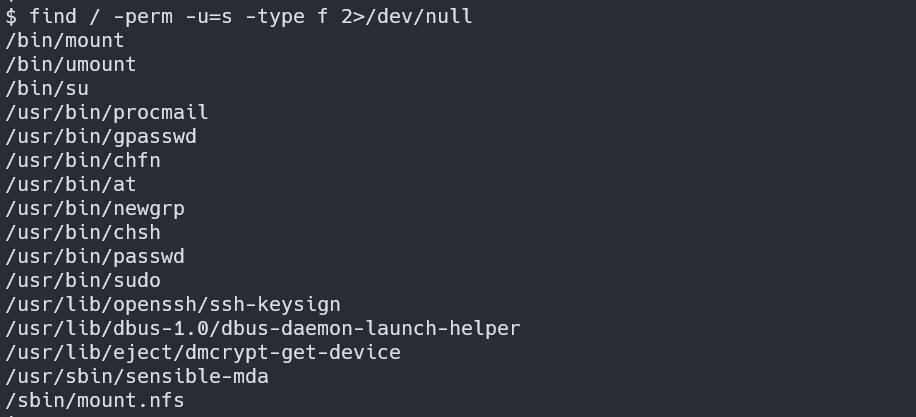 $ find / -perm -u=s -type f 2>/dev/null
/bin/mount
/bin/umount
/bin/su
/usr/bin/procmail
/usr/bin/gpasswd
/usr/bin/chfn
/usr/bin/at
/usr/bin/newgrp
/usr/bin/chsh
/usr/bin/passwd
/usr/bin/sudo
/usr/lib/openssh/ssh-keysign
/usr/lib/dbus-1.0/dbus-daemon-launch-helper
/usr/lib/eject/dmcrypt-get-device
/usr/sbin/sensible-mda
/sbin/mount.nfs